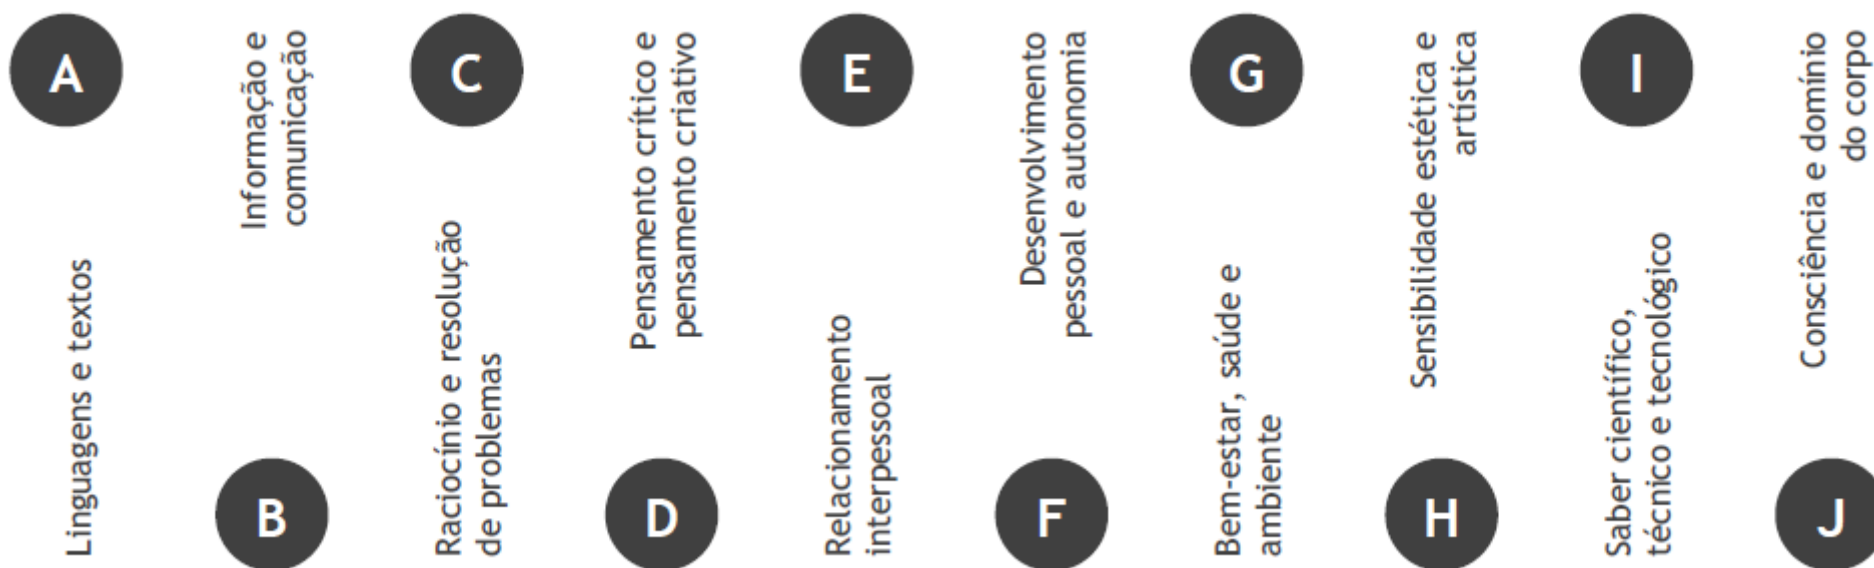 A
Linguagens e textos
B
Informação e
comunicação
C
Raciocínio e resolução
de problemas
D
Pensamento crítico e
pensamento criativo
E
Relacionamento
interpessoal
F
Desenvolvimento
pessoal e autonomia
G
Bem-estar, saúde e
ambiente
H
Sensibilidade estética e
artística
I
Saber científico,
técnico e tecnológico
J
Consciência e domínio
do corpo